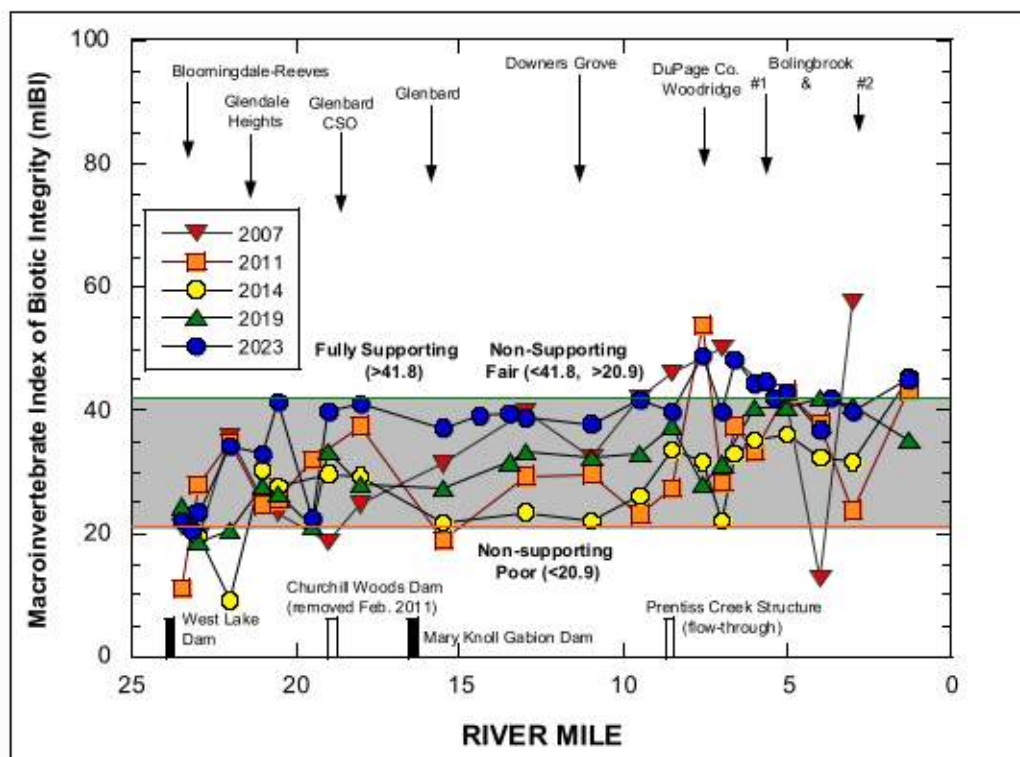 Macroinvertebrate Index of Biotic Integrity (mIBI)
100
80
60
40
20
0
Bloomingdale-Reeves
Glendale
Heights
Glenbard
CSO
Glenbard
Downers Grove
DuPage Co.
Woodridge
Bolingbrook
#1 & #2
2007
2011
2014
2019
2023
Fully Supporting
(>41.8)
Non-Supporting
Fair (<41.8, >20.9)
Non-supporting
Poor (<20.9)
West Lake
Dam
Churchill Woods Dam
(removed Feb. 2011)
Mary Knoll Gabion Dam
Prentiss Creek Structure
(flow-through)
25 20 15 10 5 0
RIVER MILE